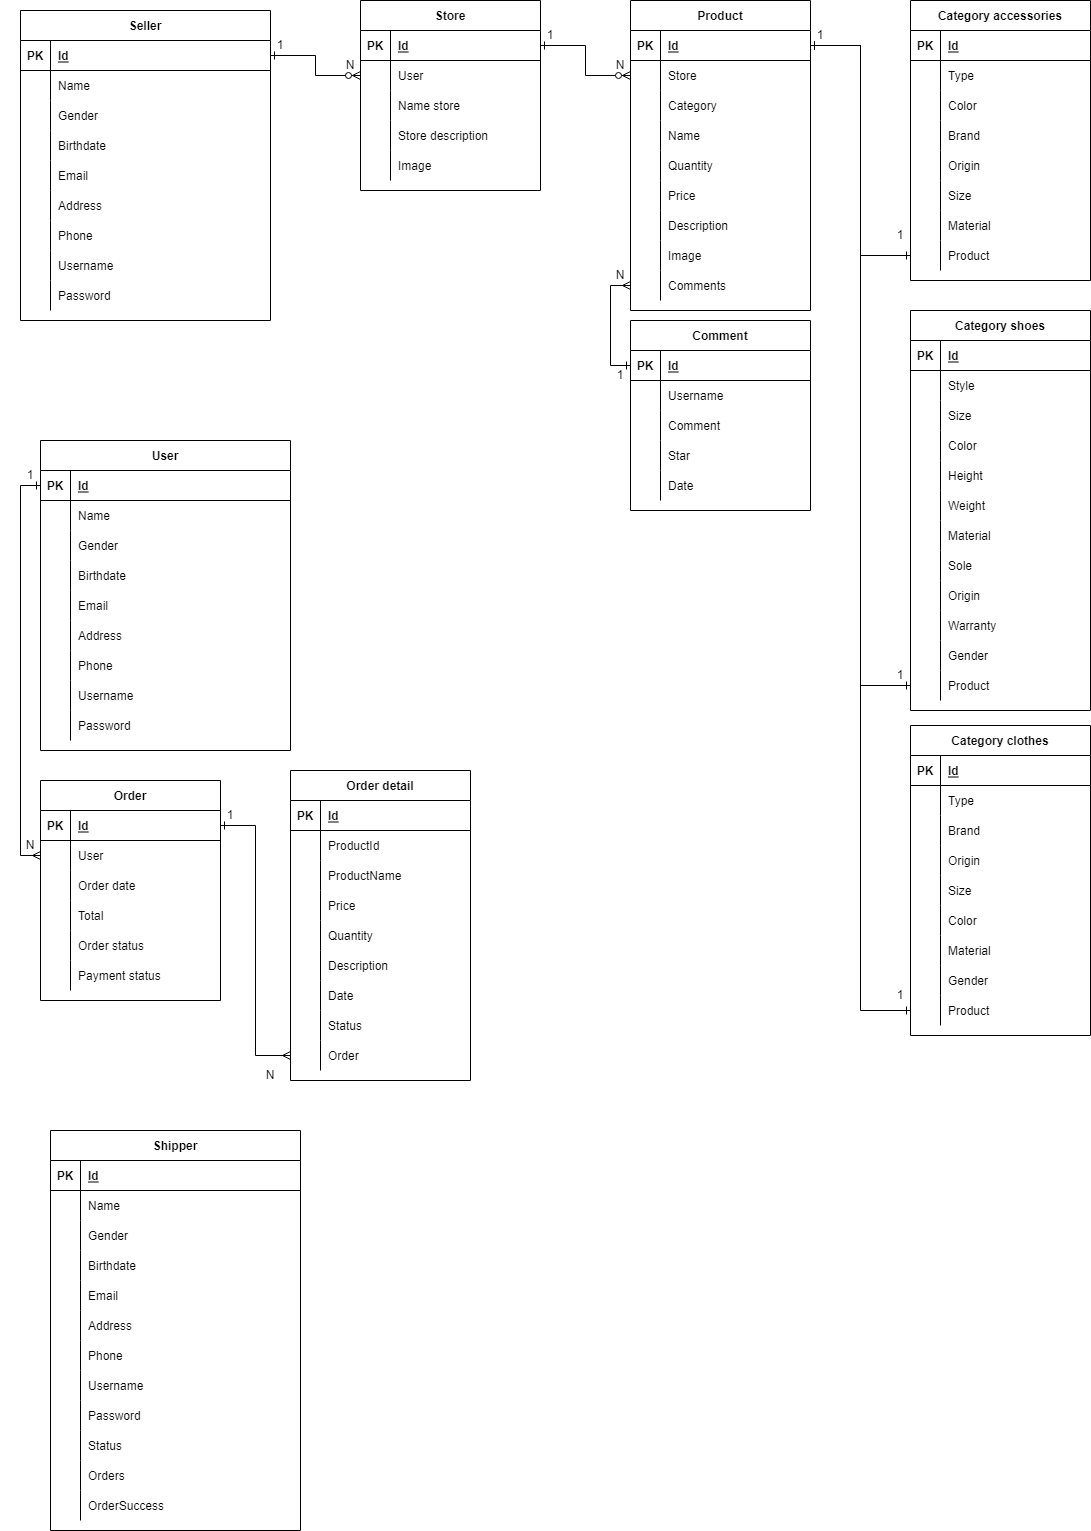 Seller
PK Id
Name
Gender
Birthdate
Email
Address
Phone
Username
Password
1
N
Store
PK Id
User
Name store
Store description
Image
1
N
Product
PK Id
Store
Category
Name
Quantity
Price
Description
Image
Comments
1
N
1
Comment
PK Id
Username
Comment
Star
Date
Category accessories
PK Id
Type
Color
Brand
Origin
Size
Material
Product
1
Category shoes
PK Id
Style
Size
Color
Height
Weight
Material
Sole
Origin
Warranty
Gender
Product
1
Category clothes
PK Id
Type
Brand
Origin
Size
Color
Material
Gender
Product
1
User
PK Id
Name
Gender
Birthdate
Email
Address
Phone
Username
Password
1
N
Order
PK Id
User
Order date
Total
Order status
Payment status
1
N
Order detail
PK Id
ProductId
ProductName
Price
Quantity
Description
Date
Status
Order
Shipper
PK Id
Name
Gender
Birthdate
Email
Address
Phone
Username
Password
Status
Orders
OrderSuccess